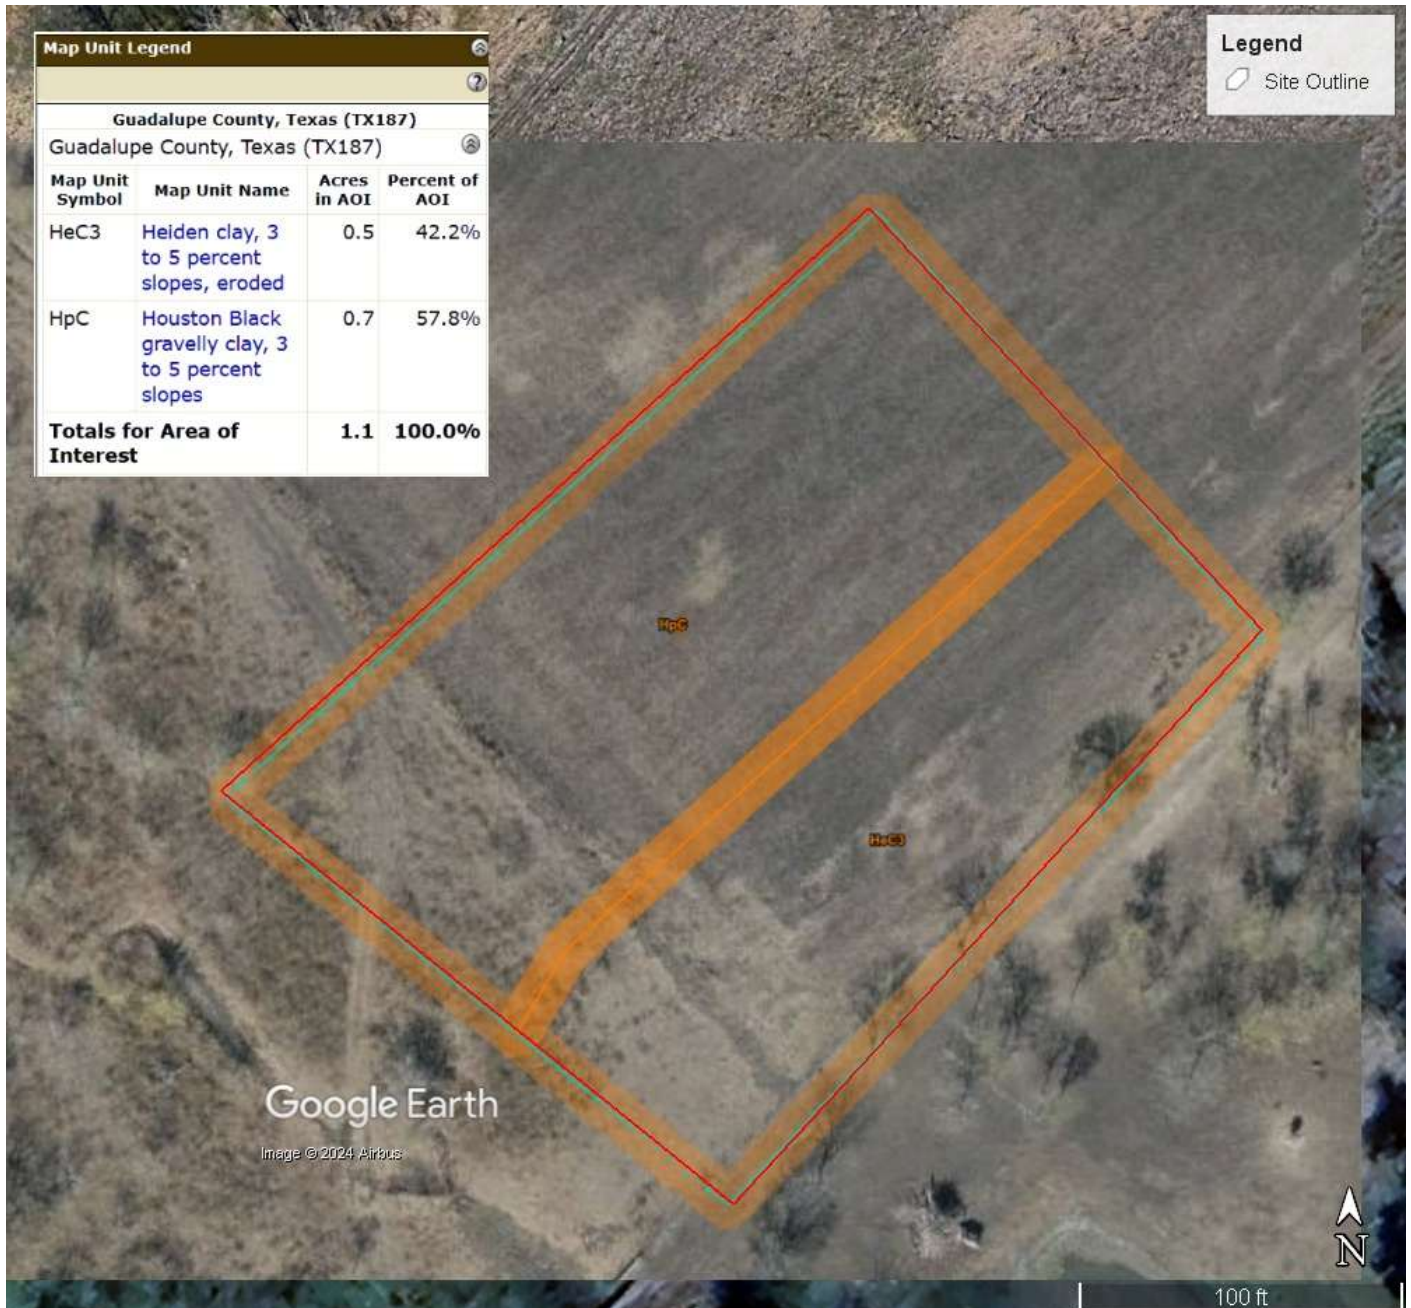 Map Unit Legend
Guadalupe County, Texas (TX187)
Guadalupe County, Texas (TX187)
Map Unit Symbol Map Unit Name Acres in AOI Percent of AOI
HeC3 Heiden clay, 3 to 5 percent slopes, eroded 0.5 42.2%
HpC Houston Black gravelly clay, 3 to 5 percent slopes 0.7 57.8%
Totals for Area of Interest 1.1 100.0%
Legend
Site Outline
HpC
HeC3
Google Earth
Image © 2024 Airbus
N
100 ft